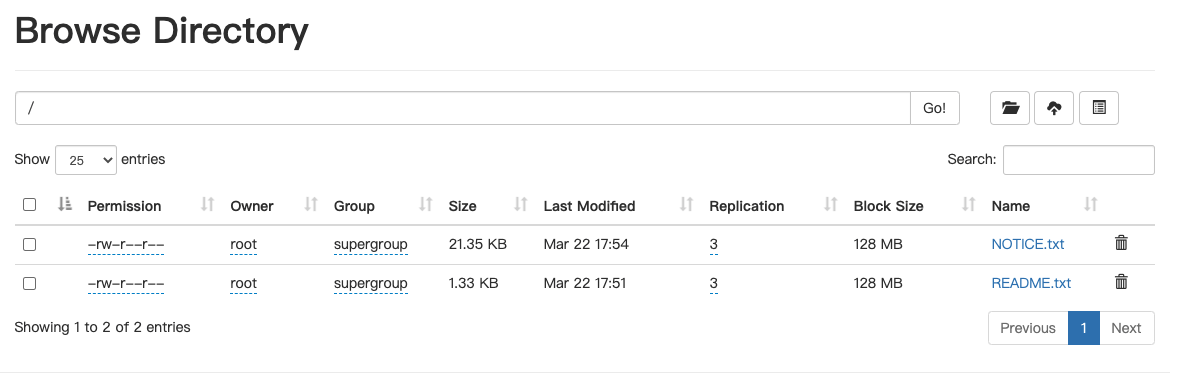 Browse Directory
/ Go!
Show 25 entries Search:
Permission Owner Group Size Last Modified Replication Block Size Name
-rw-r--r-- root supergroup 21.35 KB Mar 22 17:54 3 128 MB NOTICE.txt
-rw-r--r-- root supergroup 1.33 KB Mar 22 17:51 3 128 MB README.txt
Showing 1 to 2 of 2 entries Previous 1 Next